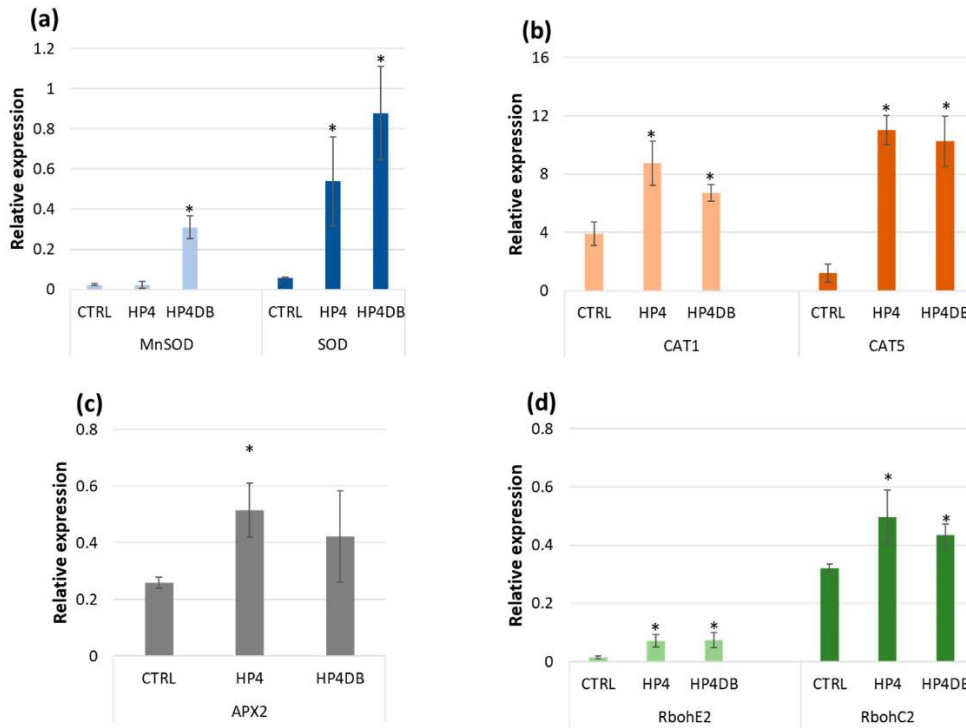 (a)
Relative expression
1.2
1
0.8
0.6
0.4
0.2
0
* * *
CTRL HP4 HP4DB CTRL HP4 HP4DB
MnSOD SOD
(b)
Relative expression
16
12
8
4
0
* * * *
CTRL HP4 HP4DB CTRL HP4 HP4DB
CAT1 CAT5
(c)
Relative expression
0.8
0.6
0.4
0.2
0
*
CTRL HP4 HP4DB
APX2
(d)
Relative expression
0.8
0.6
0.4
0.2
0
* * * *
CTRL HP4 HP4DB CTRL HP4 HP4DB
RbohE2 RbohC2